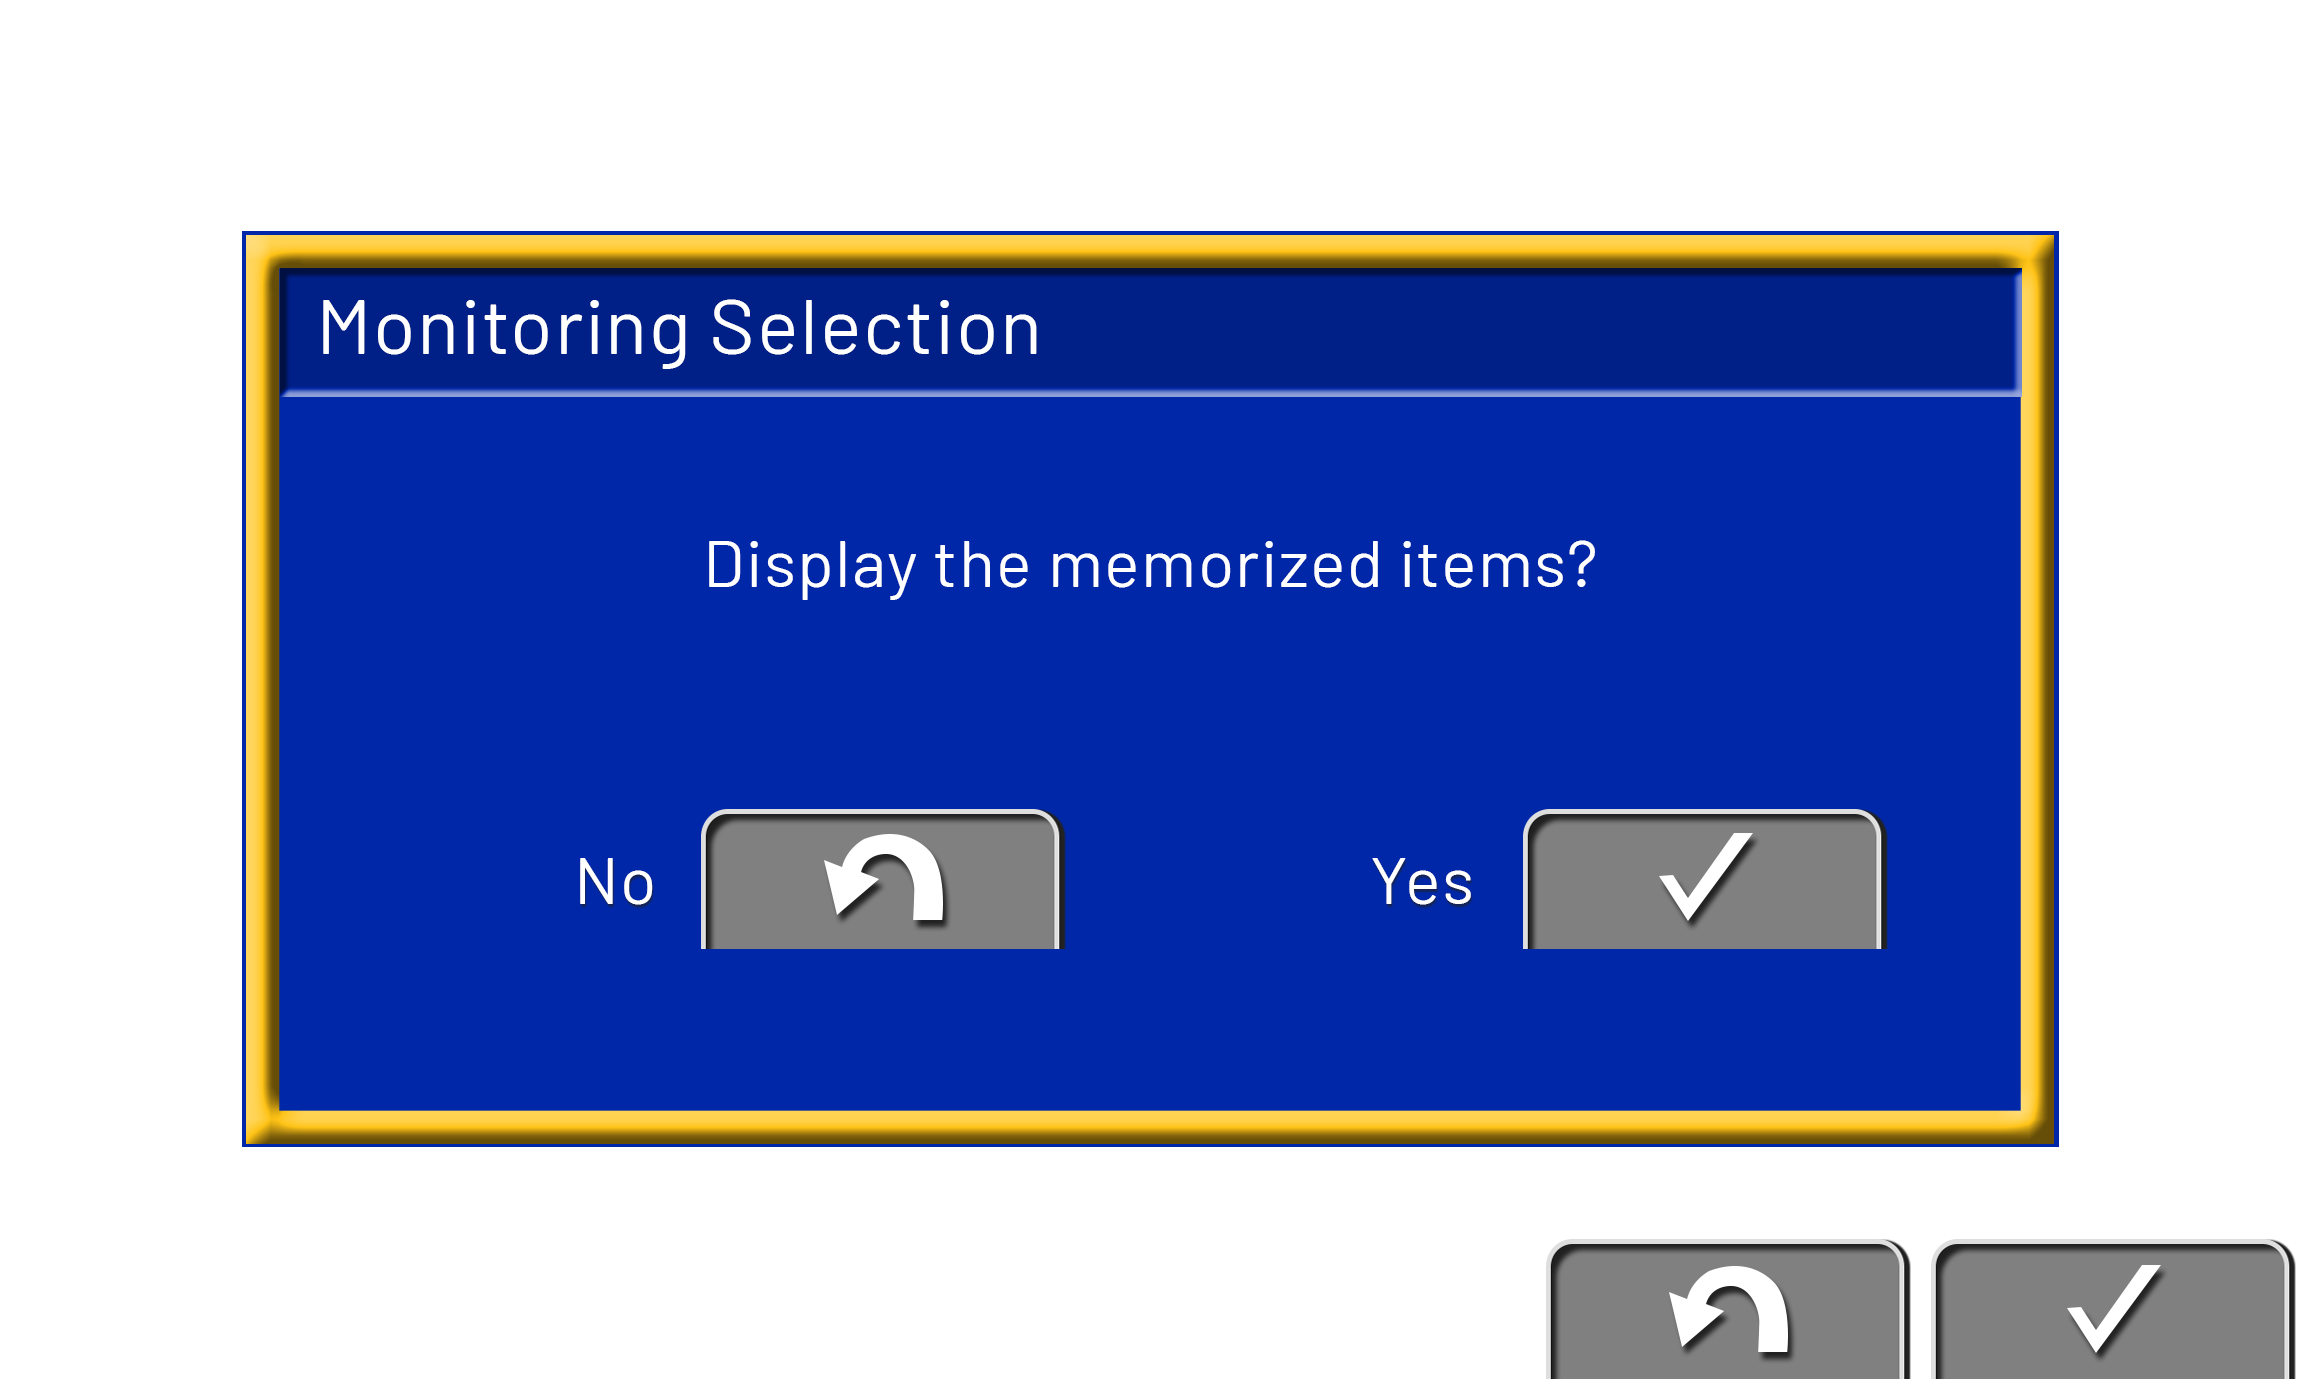 Monitoring Selection
Display the memorized items?
No
Yes